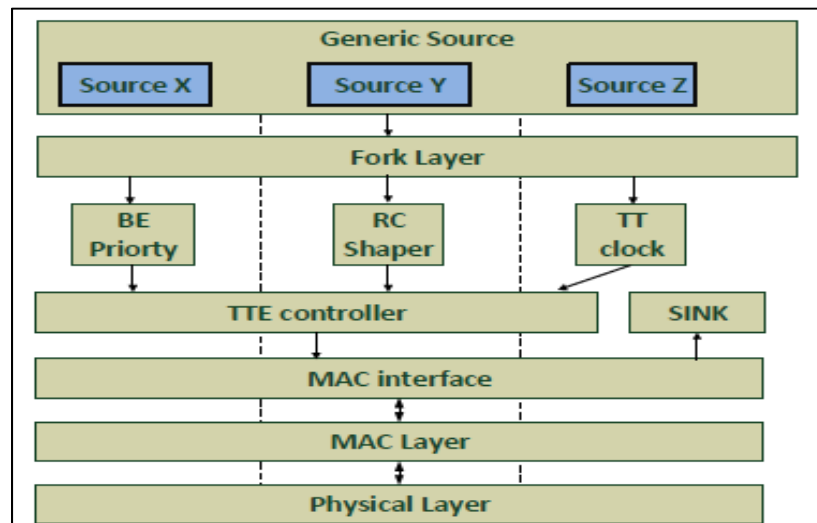 Generic Source
Source X
Source Y
Source Z
Fork Layer
BE
Priorty
RC
Shaper
TT
clock
TTE controller
SINK
MAC interface
MAC Layer
Physical Layer